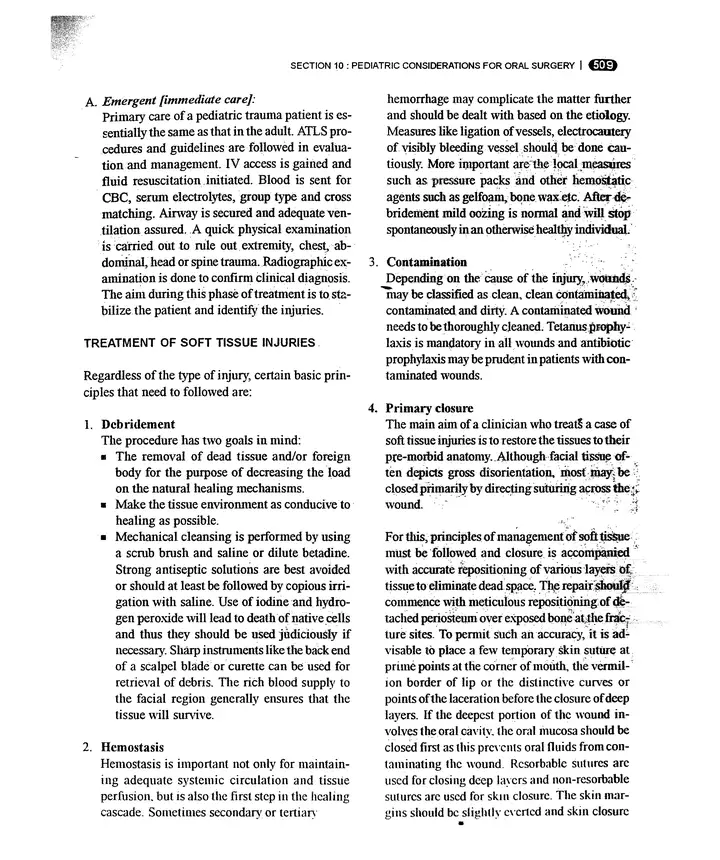 SECTION 10 : PEDIATRIC CONSIDERATIONS FOR ORAL SURGERY | 509
A. Emergent [immediate care]:
Primary care of a pediatric trauma patient is es-
sentially the same as that in the adult. ATLS pro-
cedures and guidelines are followed in evalua-
tion and management. IV access is gained and
fluid resuscitation initiated. Blood is sent for
CBC, serum electrolytes, group type and cross
matching. Airway is secured and adequate ven-
tilation assured. A quick physical examination
is carried out to rule out extremity, chest, ab-
dominal, head or spine trauma. Radiographic ex-
amination is done to confirm clinical diagnosis.
The aim during this phase of treatment is to sta-
bilize the patient and identify the injuries.
TREATMENT OF SOFT TISSUE INJURIES
Regardless of the type of injury, certain basic prin-
ciples that need to followed are:
1. Debridement
The procedure has two goals in mind:
■ The removal of dead tissue and/or foreign
body for the purpose of decreasing the load
on the natural healing mechanisms.
■ Make the tissue environment as conducive to
healing as possible.
■ Mechanical cleansing is performed by using
a scrub brush and saline or dilute betadine.
Strong antiseptic solutions are best avoided
or should at least be followed by copious irri-
gation with saline. Use of iodine and hydro-
gen peroxide will lead to death of native cells
and thus they should be used judiciously if
necessary. Sharp instruments like the back end
of a scalpel blade or curette can be used for
retrieval of debris. The rich blood supply to
the facial region generally ensures that the
tissue will survive.
2. Hemostasis
Hemostasis is important not only for maintain-
ing adequate systemic circulation and tissue
perfusion, but is also the first step in the healing
cascade. Sometimes secondary or tertiary
hemorrhage may complicate the matter further
and should be dealt with based on the etiology.
Measures like ligation of vessels, electrocautery
of visibly bleeding vessel should be done cau-
tiously. More important are the local measures
such as pressure packs and other hemostatic
agents such as gelfoam, bone wax etc. After de-
bridement mild oozing is normal and will stop
spontaneously in an otherwise healthy individual.
3. Contamination
Depending on the cause of the injury, wounds
may be classified as clean, clean contaminated,
contaminated and dirty. A contaminated wound
needs to be thoroughly cleaned. Tetanus prophy-
laxis is mandatory in all wounds and antibiotic
prophylaxis may be prudent in patients with con-
taminated wounds.
4. Primary closure
The main aim of a clinician who treats a case of
soft tissue injuries is to restore the tissues to their
pre-morbid anatomy. Although facial tissue of-
ten depicts gross disorientation, most may be
closed primarily by directing suturing across the
wound.
For this, principles of management of soft tissue
must be followed and closure is accompanied
with accurate repositioning of various layers of
tissue to eliminate dead space. The repair should
commence with meticulous repositioning of de-
tached periosteum over exposed bone at the frac-
ture sites. To permit such an accuracy, it is ad-
visable to place a few temporary skin suture at
prime points at the corner of mouth, the vermil-
ion border of lip or the distinctive curves or
points of the laceration before the closure of deep
layers. If the deepest portion of the wound in-
volves the oral cavity, the oral mucosa should be
closed first as this prevents oral fluids from con-
taminating the wound. Resorbable sutures are
used for closing deep layers and non-resorbable
sutures are used for skin closure. The skin mar-
gins should be slightly everted and skin closure